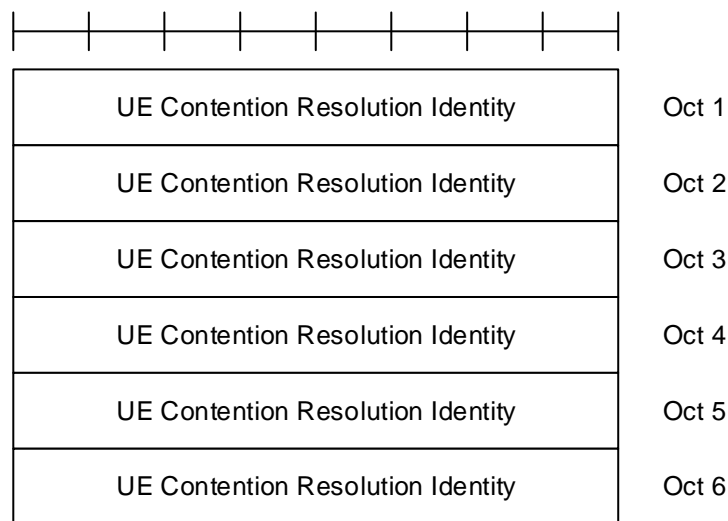 UE Contention Resolution Identity Oct 1
UE Contention Resolution Identity Oct 2
UE Contention Resolution Identity Oct 3
UE Contention Resolution Identity Oct 4
UE Contention Resolution Identity Oct 5
UE Contention Resolution Identity Oct 6